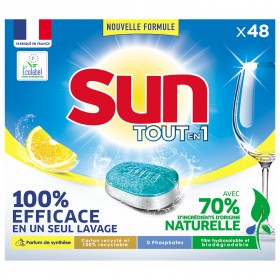 NOUVELLE FORMULE
FABRIQUÉ EN FRANCE
x48
Ecolabel
Sun
TOUT EN 1
100%
EFFICACE
EN UN SEUL LAVAGE
AVEC
70%
D'INGRÉDIENTS D'ORIGINE
NATURELLE
Parfum de synthèse
Carton recyclé et
100% recyclable
0 Phosphates
Film hydrosoluble et
biodégradable